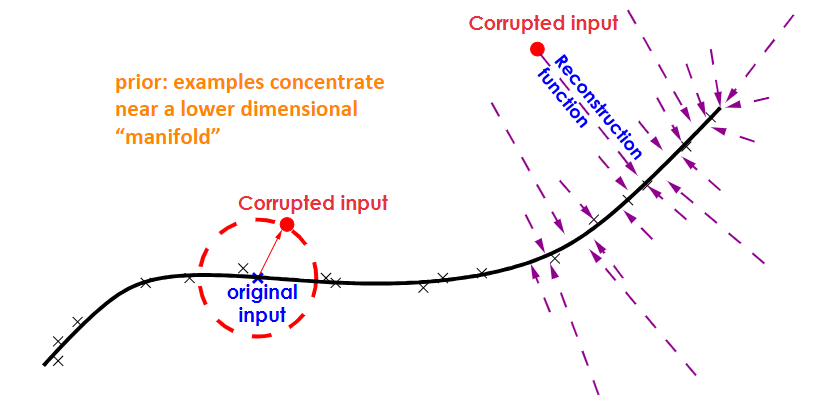 Corrupted input
prior: examples concentrate
near a lower dimensional
“manifold”
Reconstruction
function
Corrupted input
original
input